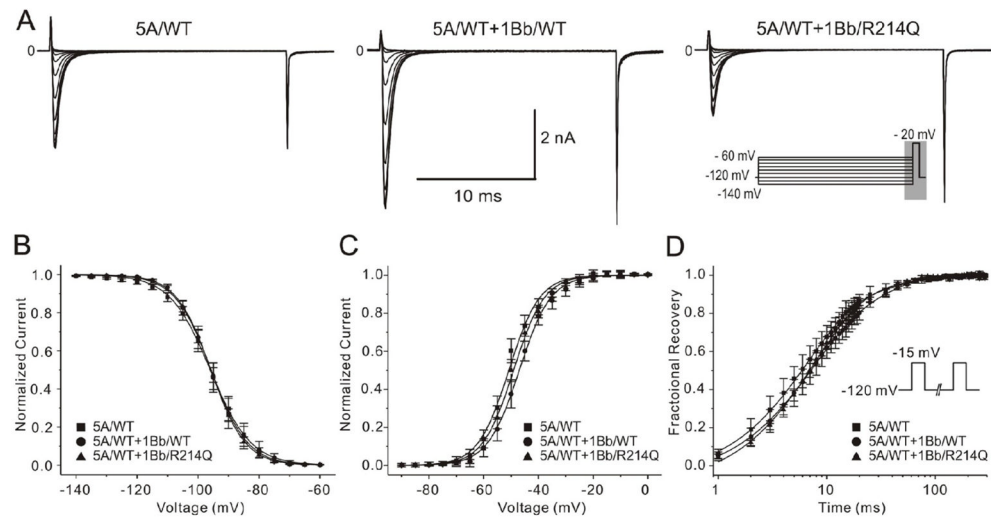 A
5A/WT
5A/WT+1Bb/WT
5A/WT+1Bb/R214Q
0
0
0
2 nA
10 ms
- 20 mV
- 60 mV
-120 mV
-140 mV
B
Normalized Current
1.0
0.8
0.6
0.4
0.2
0.0
5A/WT
5A/WT+1Bb/WT
5A/WT+1Bb/R214Q
-140
-120
-100
-80
-60
Voltage (mV)
C
Normalized Current
1.0
0.8
0.6
0.4
0.2
0.0
5A/WT
5A/WT+1Bb/WT
5A/WT+1Bb/R214Q
-80
-60
-40
-20
0
Voltage (mV)
D
Fractoional Recovery
1.0
0.8
0.6
0.4
0.2
0.0
-15 mV
-120 mV
5A/WT
5A/WT+1Bb/WT
5A/WT+1Bb/R214Q
1
10
100
Time (ms)